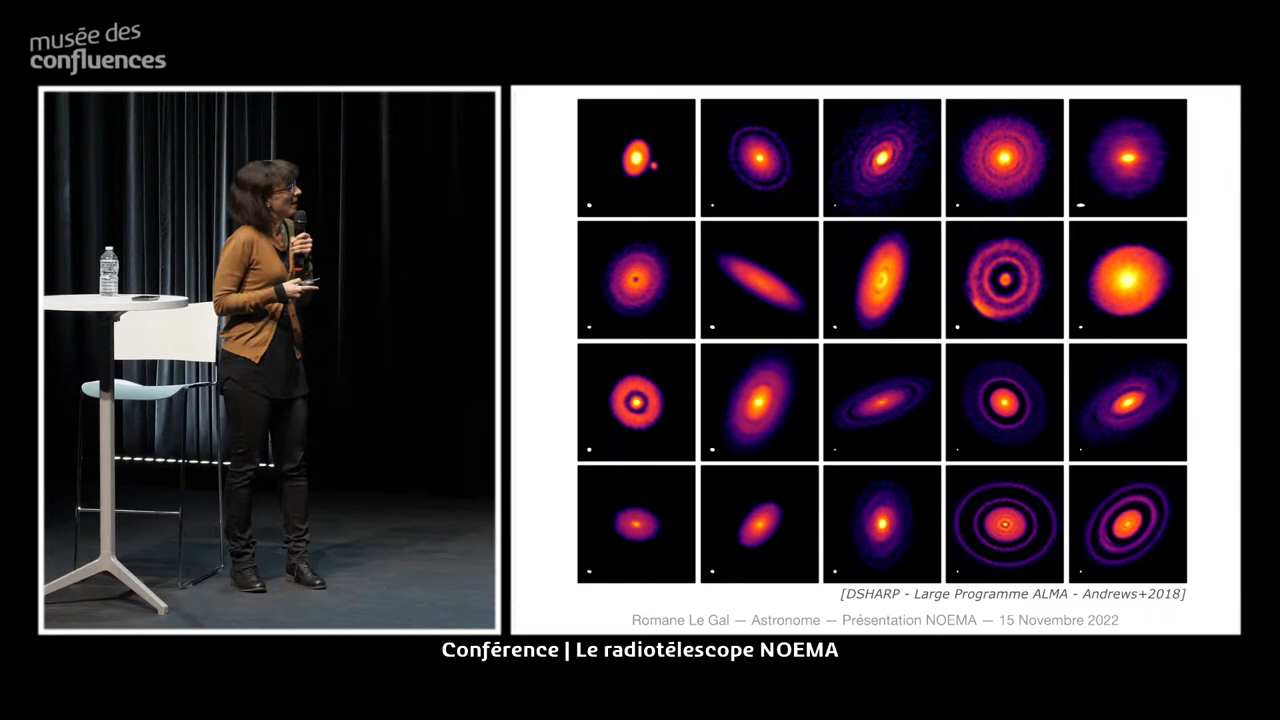 musée des
confluences
[DSHARP - Large Programme ALMA - Andrews+2018]
Romane Le Gal — Astronome — Présentation NOEMA — 15 Novembre 2022
Conférence | Le radiotélescope NOEMA